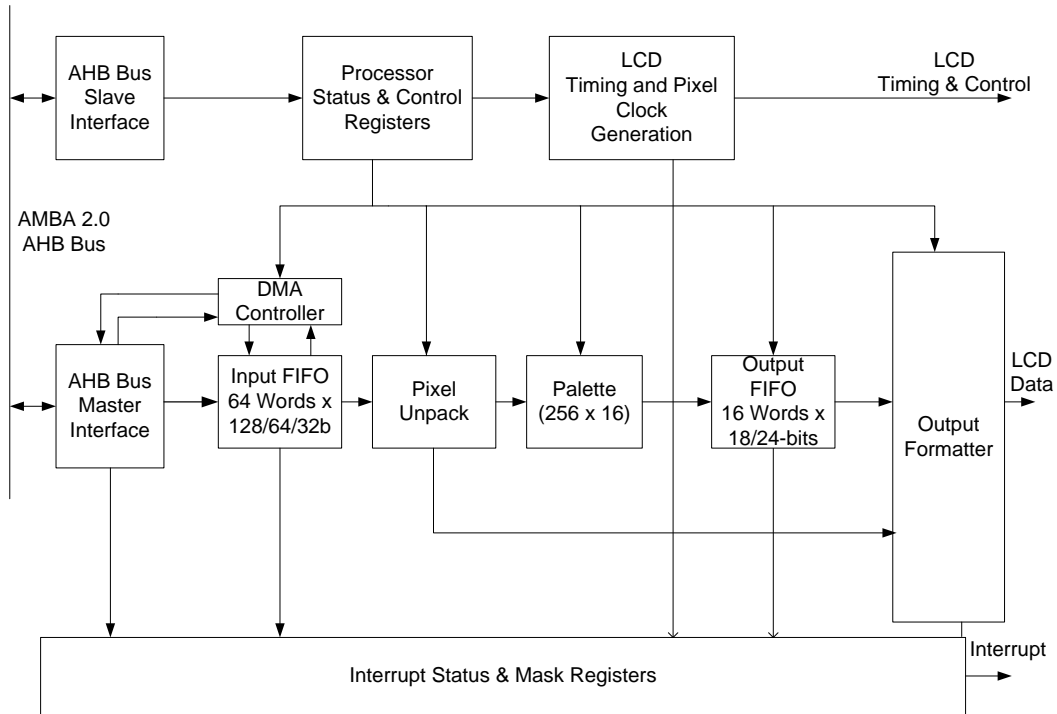 AHB Bus
Slave
Interface
Processor
Status & Control
Registers
LCD
Timing and Pixel
Clock
Generation
LCD
Timing & Control
AMBA 2.0
AHB Bus
DMA
Controller
AHB Bus
Master
Interface
Input FIFO
64 Words x
128/64/32b
Pixel
Unpack
Palette
(256 x 16)
Output
FIFO
16 Words x
18/24-bits
Output
Formatter
LCD
Data
Interrupt Status & Mask Registers
Interrupt